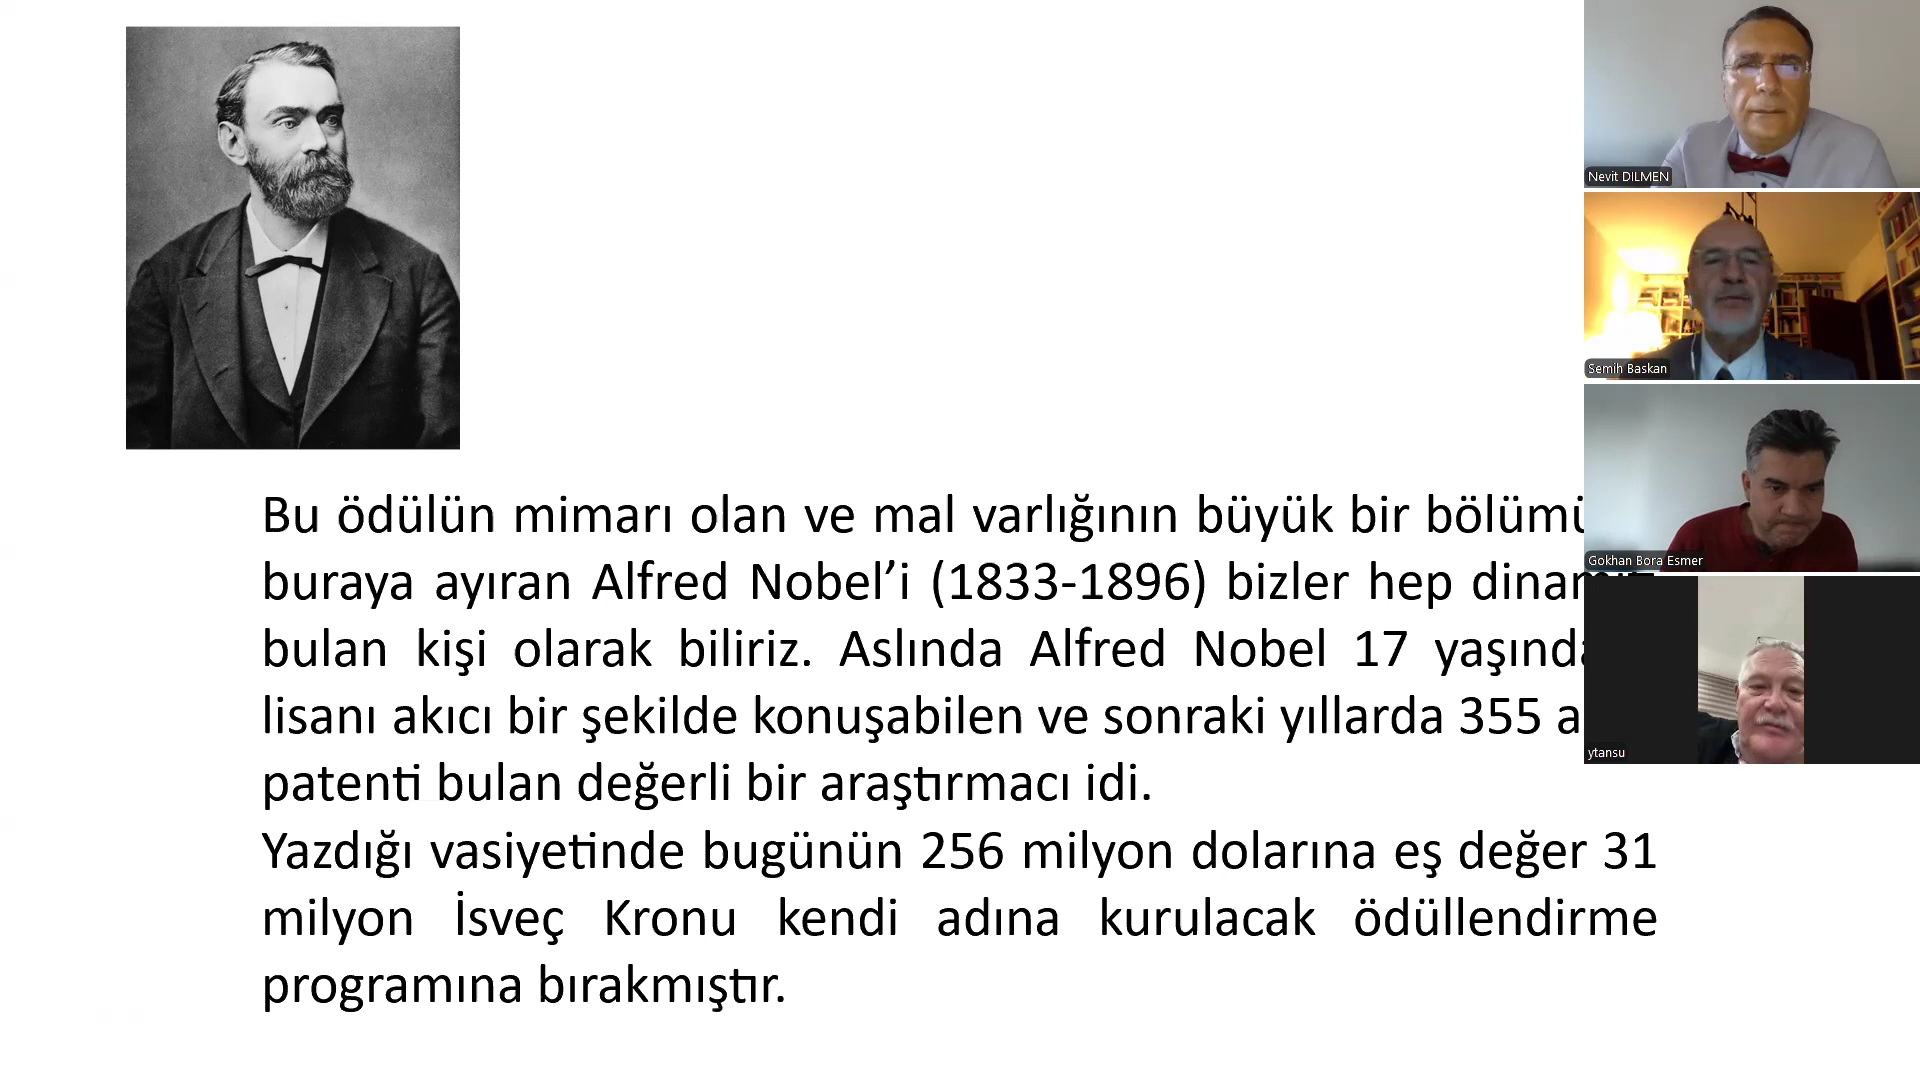 Bu ödülün mimarı olan ve mal varlığının büyük bir
buraya ayıran Alfred Nobel’i (1833-1896) bizler hep
bulan kişi olarak biliriz. Aslında Alfred Nobel 17
lisanı akıcı bir şekilde konuşabilen ve sonraki yıllarda 355
patenti bulan değerli bir araştırmacı idi.
Yazdığı vasiyetinde bugünün 256 milyon dolarına eş değer 31
milyon İsveç Kronu kendi adına kurulacak ödüllendirme
programına bırakmıştır.
Nevit DILMEN
Semih Baskan
Gokhan Bora Esmer
ytansu